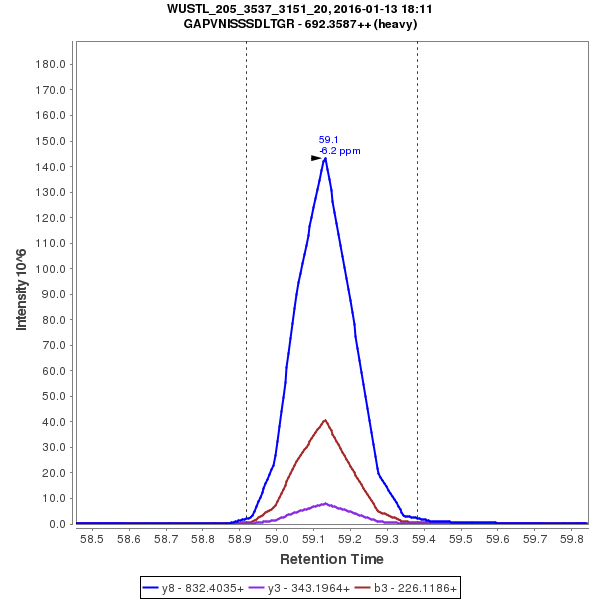 WUSTL_205_3537_3151_20, 2016-01-13 18:11
GAPVNISSSDLTGR - 692.3587++ (heavy)
180.0
170.0
160.0
150.0
140.0
130.0
120.0
110.0
100.0
90.0
80.0
70.0
60.0
50.0
40.0
30.0
20.0
10.0
0.0
Intensity 10^6
59.1
-6.2 ppm
58.5 58.6 58.7 58.8 58.9 59.0 59.1 59.2 59.3 59.4 59.5 59.6 59.7 59.8
Retention Time
y8 - 832.4035+ y3 - 343.1964+ b3 - 226.1186+